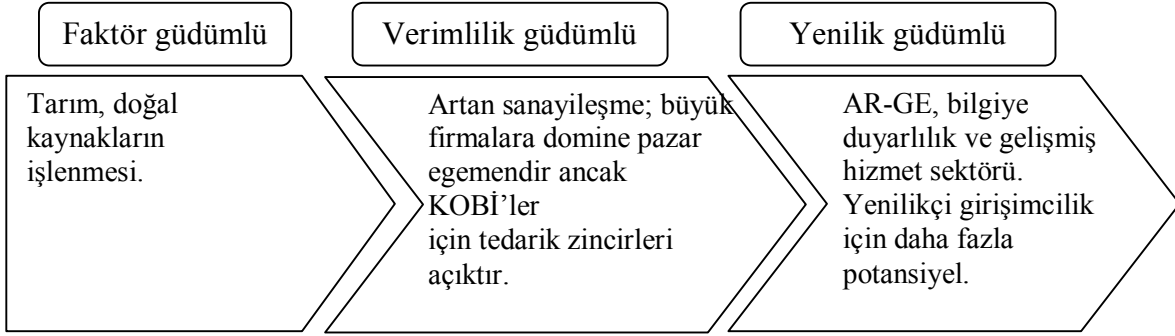 Faktör güdümlü
Verimlilik güdümlü
Yenilik güdümlü
Tarım, doğal
kaynakların
işlenmesi.
Artan sanayileşme; büyük
firmalara domine pazar
egemendir ancak
KOBİ’ler
için tedarik zincirleri
açıktır.
AR-GE, bilgiye
duyarlılık ve gelişmiş
hizmet sektörü.
Yenilikçi girişimcilik
için daha fazla
potansiyel.